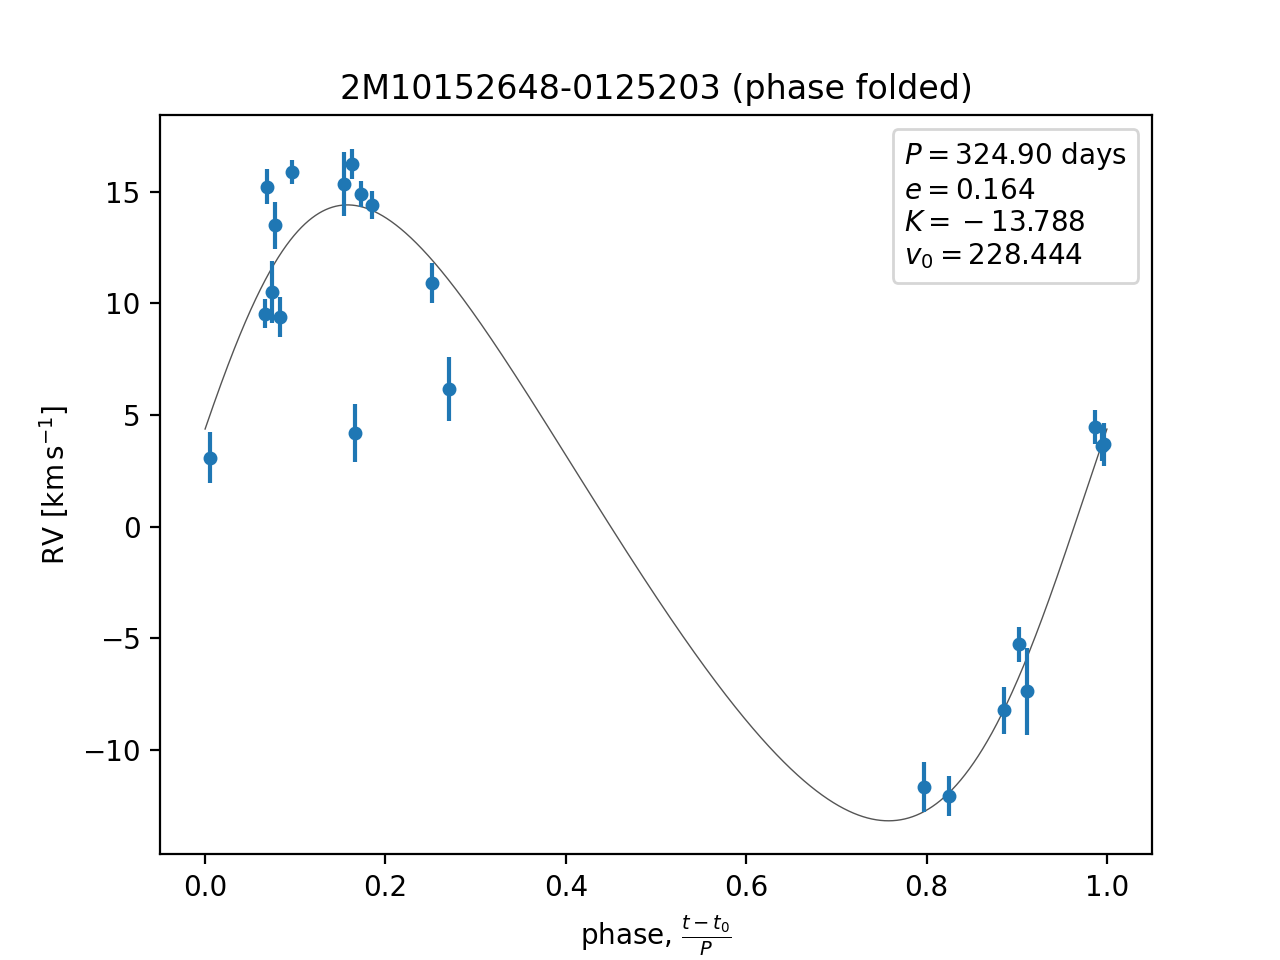 2M10152648-0125203 (phase folded)
P = 324.90 days
e = 0.164
K = −13.788
v₀ = 228.444
RV [km s⁻¹]
15
10
5
0
−5
−10
0.0 0.2 0.4 0.6 0.8 1.0
phase, (t − t₀)/P